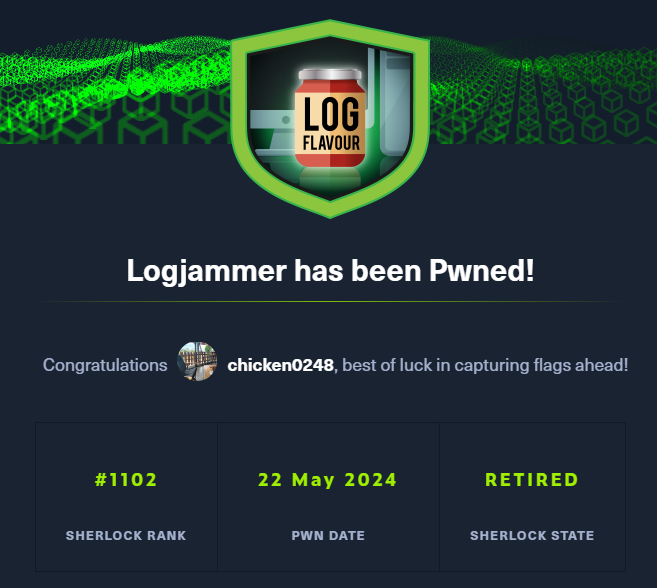 LOG
FLAVOUR
Logjammer has been Pwned!
Congratulations chicken0248, best of luck in capturing flags ahead!
#1102 22 May 2024 RETIRED
SHERLOCK RANK PWN DATE SHERLOCK STATE